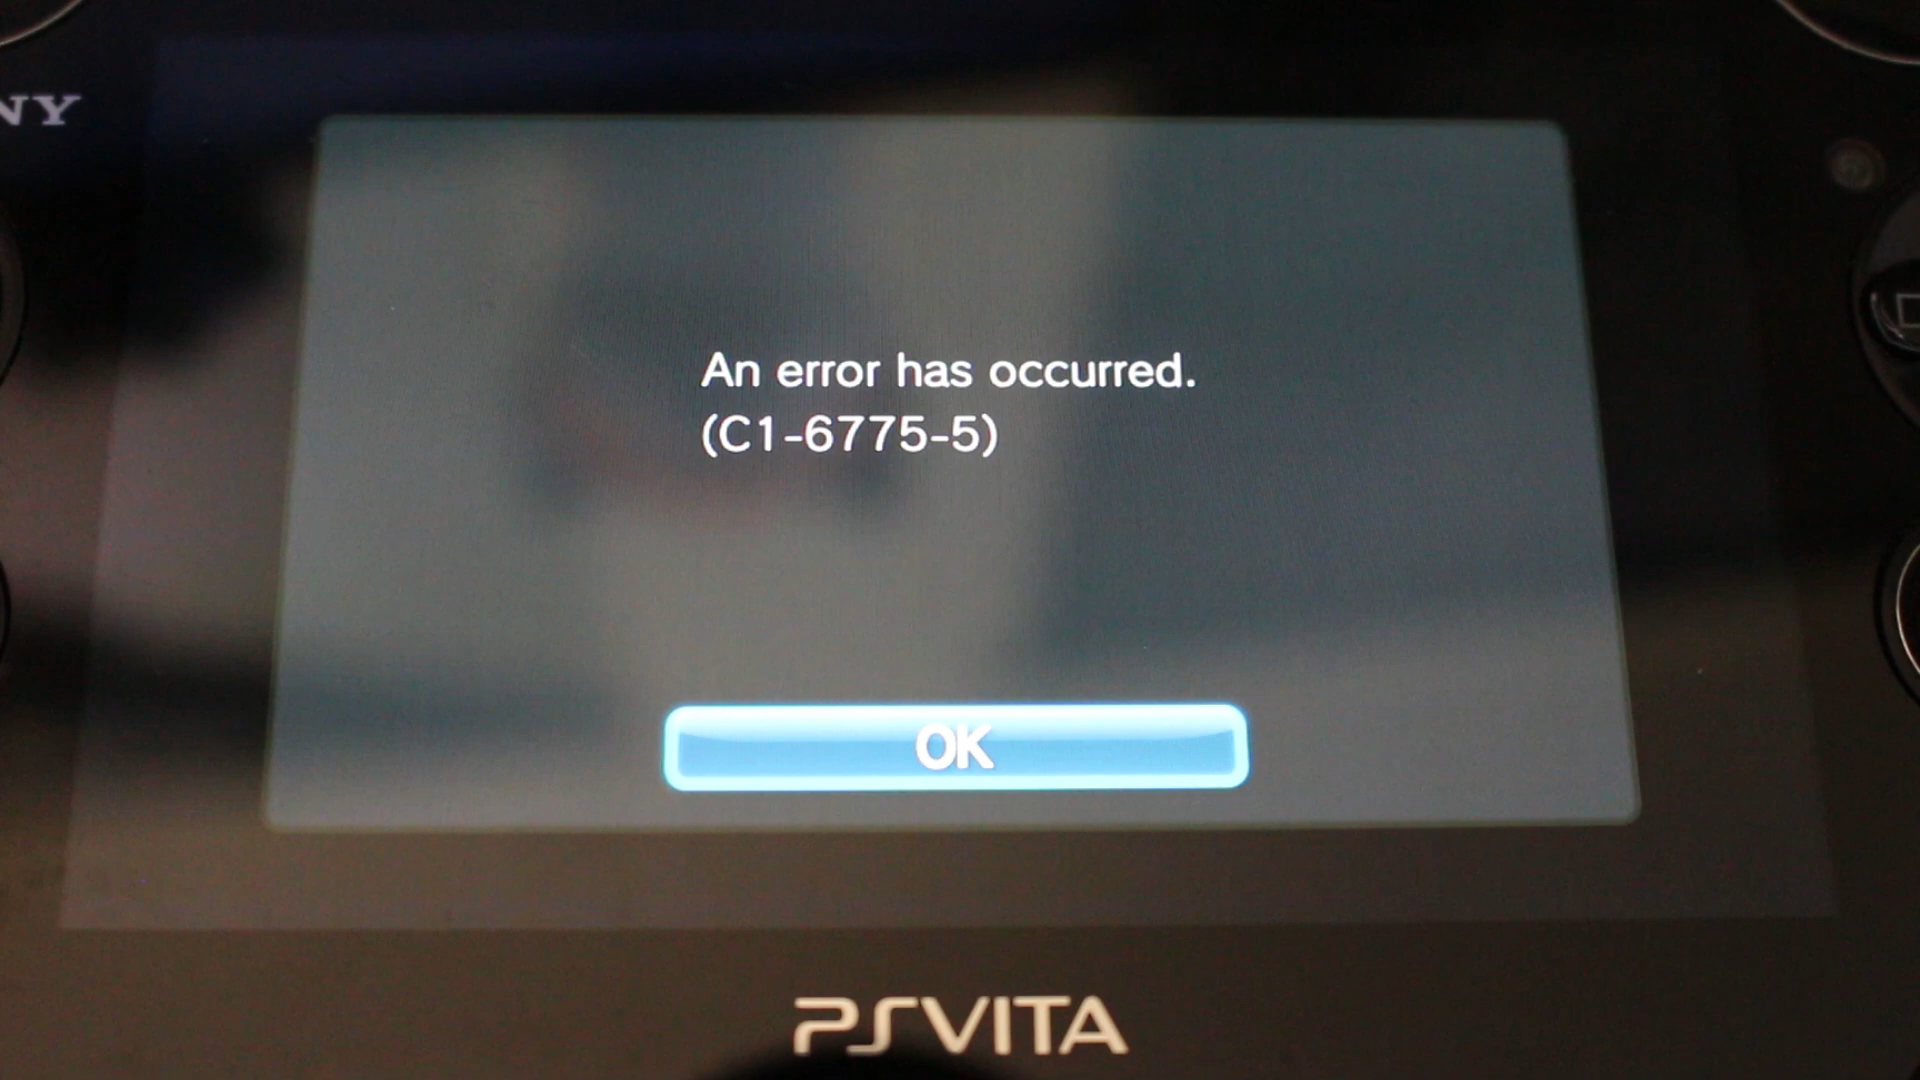 NY
An error has occurred.
(C1-6775-5)
OK
PSVITA